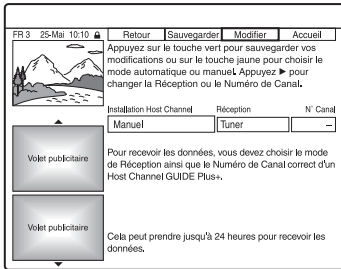 FR 3 25-Mai 10:10 Retour Sauvegarder Modifier Accueil
Appuyez sur le touche vert pour sauvegarder vos
modifications ou sur le touche jaune pour choisir le
mode automatique ou manuel. Appuyez ► pour
changer la Réception ou le Numéro de Canal.
Installation Host Channel Réception N° Canal
Manuel Tuner –
Volet publicitaire
Pour recevoir les données, vous devez choisir le mode
de Réception ainsi que le Numéro de Canal correct d'un
Host Channel GUIDE Plus+.
Volet publicitaire
Cela peut prendre jusqu'à 24 heures pour recevoir les
données.